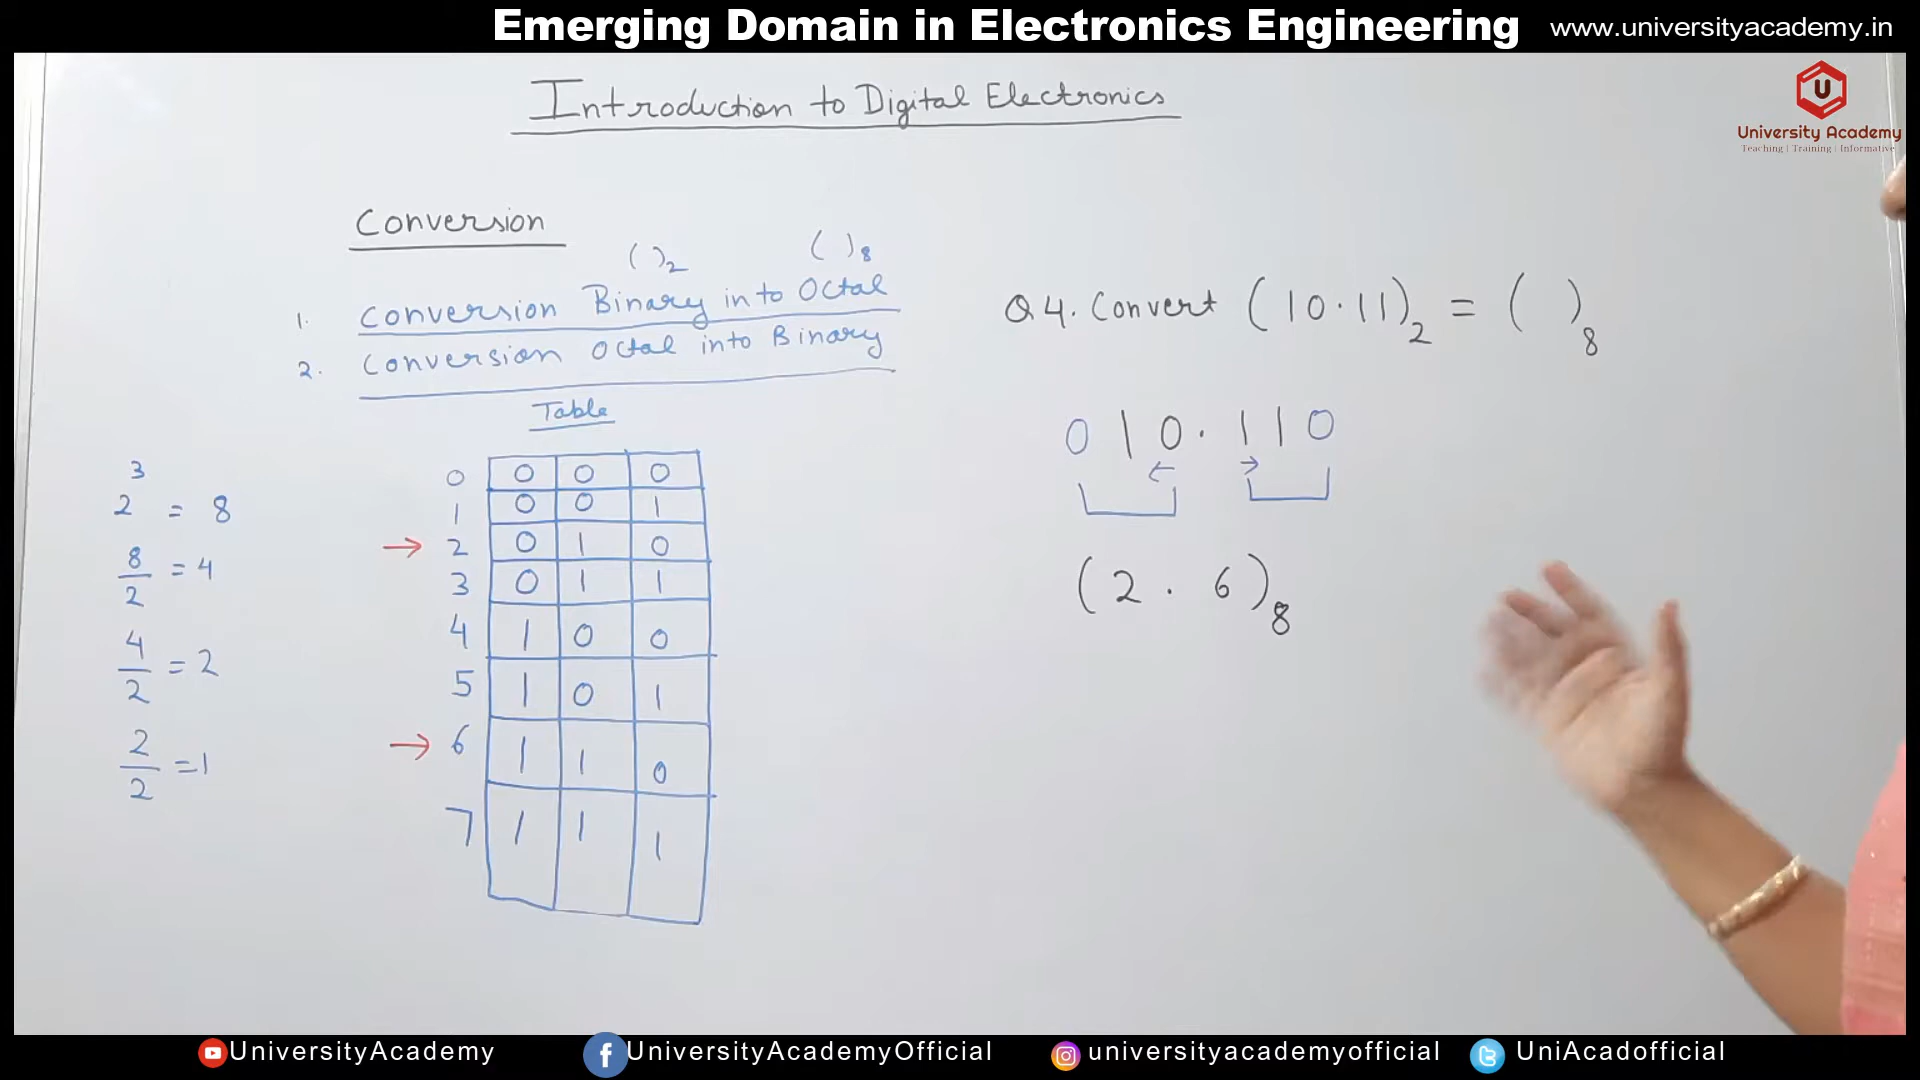 Emerging Domain in Electronics Engineering www.universityacademy.in
U
University Academy
Teaching | Training | Informative
Introduction to Digital Electronics
Conversion
( )2 ( )8
1. Conversion Binary into Octal
2. Conversion Octal into Binary
Table
0 0 0 0
1 0 0 1
→ 2 0 1 0
3 0 1 1
4 1 0 0
5 1 0 1
→ 6 1 1 0
7 1 1 1
2³ = 8
8/2 = 4
4/2 = 2
2/2 = 1
Q4. Convert (10.11)2 = ( )8
0 1 0 . 1 1 0
(2 . 6)8
UniversityAcademy f UniversityAcademyOfficial universityacademyofficial UniAcadofficial